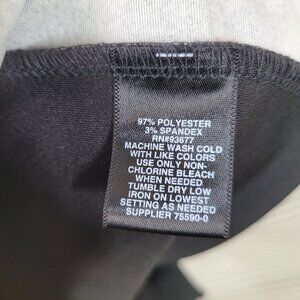 97% POLYESTER
3% SPANDEX
RN#93677
MACHINE WASH COLD
WITH LIKE COLORS
USE ONLY NON-
CHLORINE BLEACH
WHEN NEEDED
TUMBLE DRY LOW
IRON ON LOWEST
SETTING AS NEEDED
SUPPLIER 75590-0